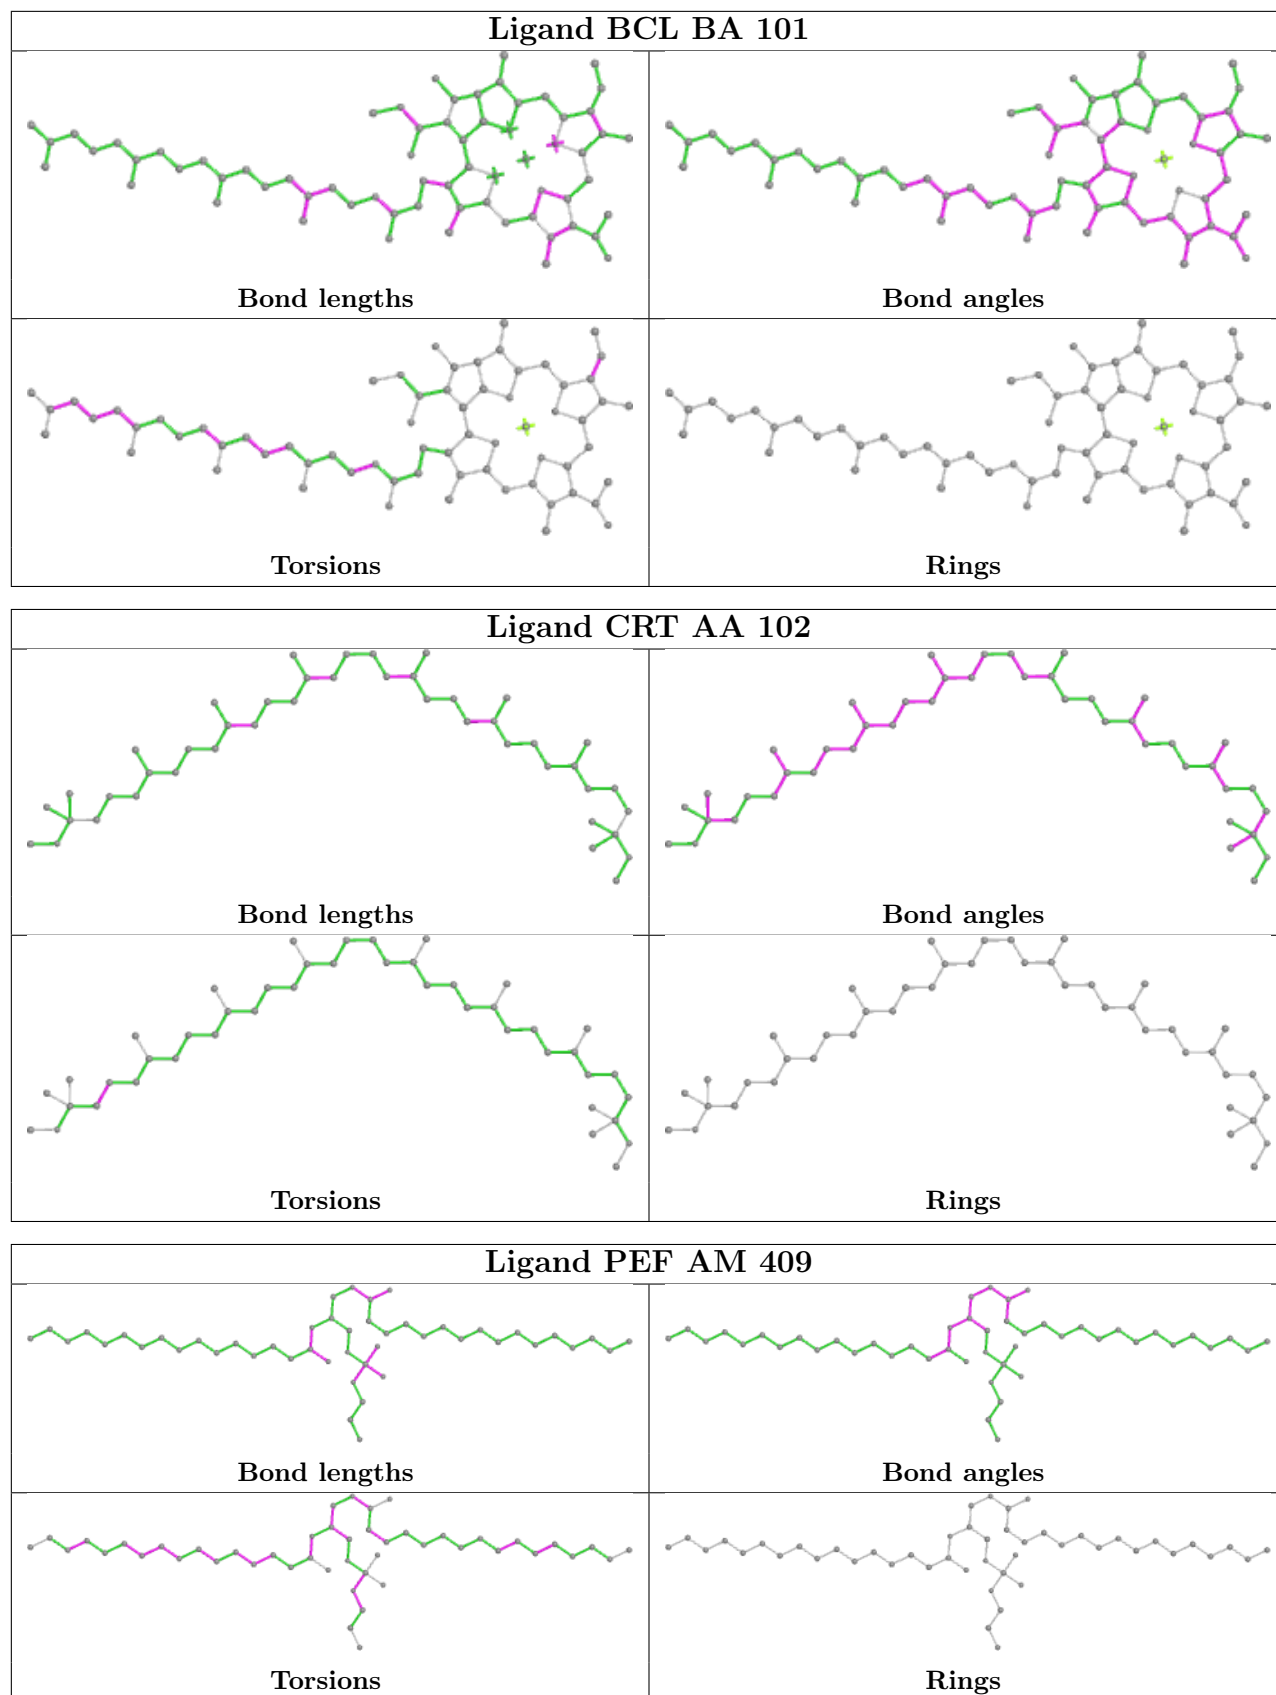 Ligand BCL BA 101
Bond lengths
Bond angles
Torsions
Rings
Ligand CRT AA 102
Bond lengths
Bond angles
Torsions
Rings
Ligand PEF AM 409
Bond lengths
Bond angles
Torsions
Rings